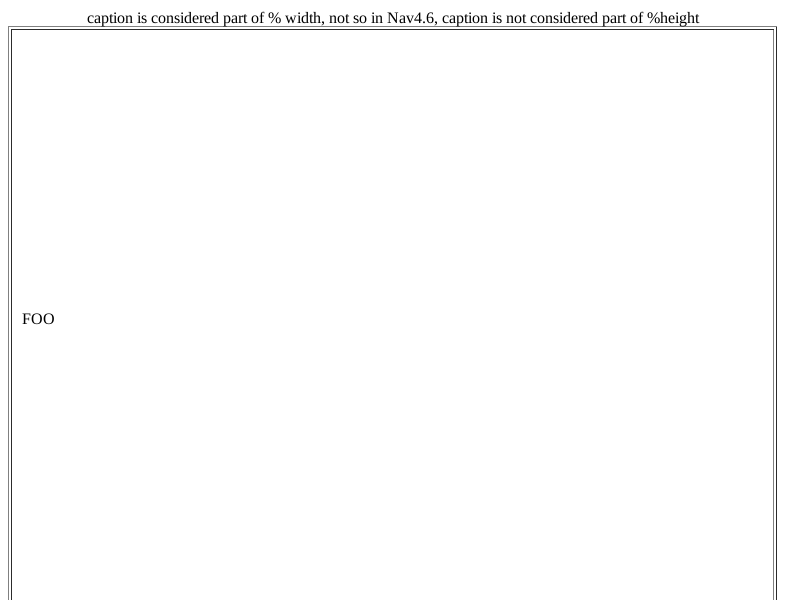 caption is considered part of % width, not so in Nav4.6, caption is not considered part of %height
FOO